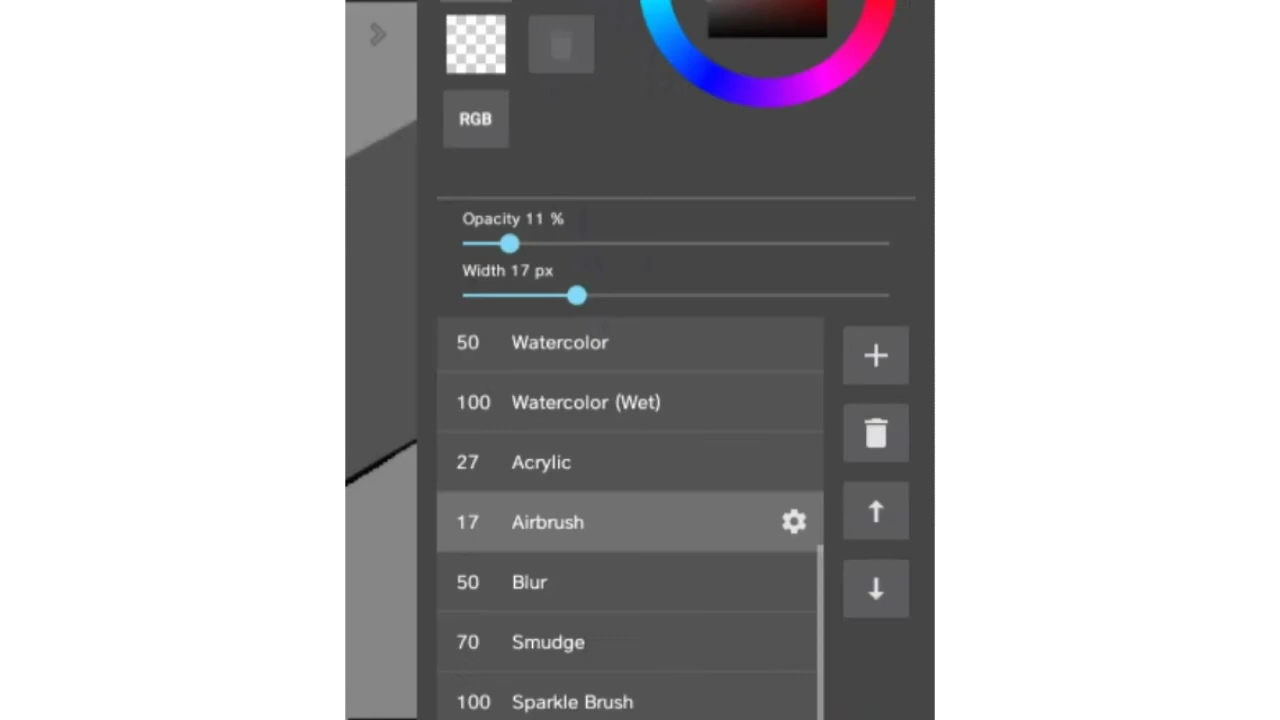 RGB
Opacity 11 %
Width 17 px
50 Watercolor
100 Watercolor (Wet)
27 Acrylic
17 Airbrush
50 Blur
70 Smudge
100 Sparkle Brush